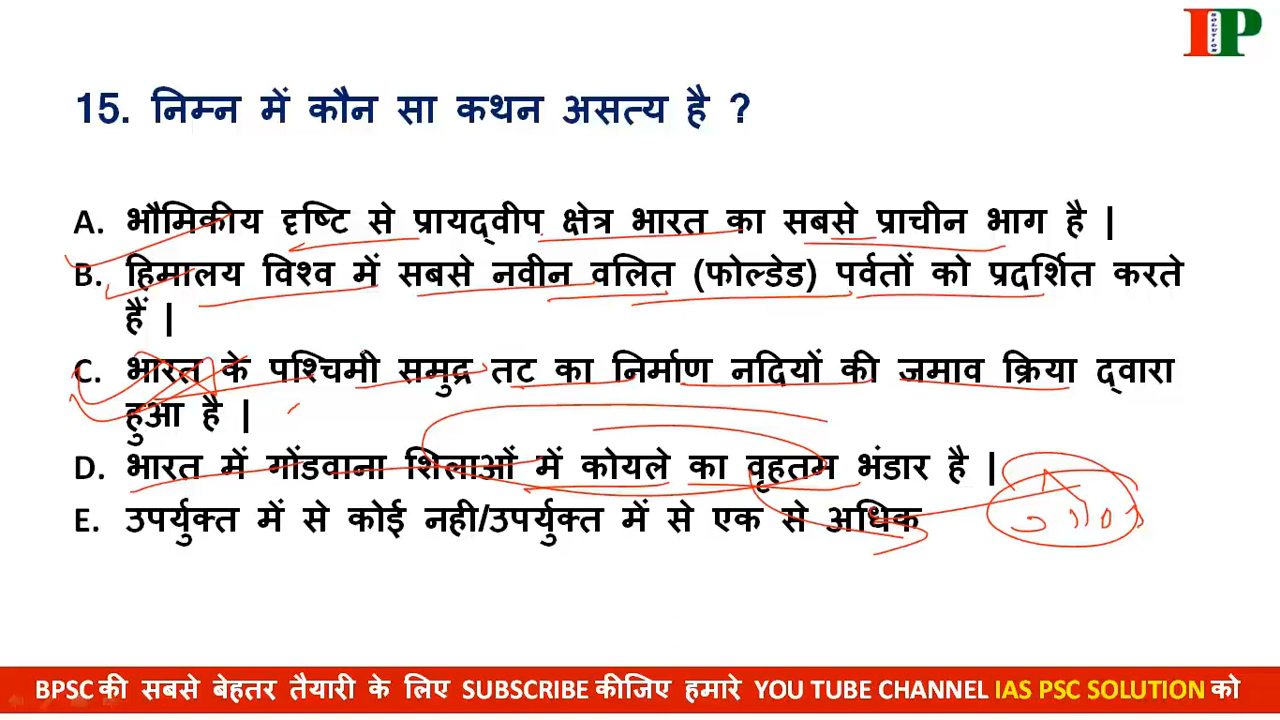 SOLUTION
IP
15. निम्न में कौन सा कथन असत्य है ?
A. भौमिकीय दृष्टि से प्रायद्वीप क्षेत्र भारत का सबसे प्राचीन भाग है |
B. हिमालय विश्व में सबसे नवीन वलित (फोल्डेड) पर्वतों को प्रदर्शित करते
हैं |
C. भारत के पश्चिमी समुद्र तट का निर्माण नदियों की जमाव क्रिया द्वारा
हुआ है |
D. भारत में गोंडवाना शिलाओं में कोयले का वृहतम भंडार है |
E. उपर्युक्त में से कोई नही/उपर्युक्त में से एक से अधिक
BPSC की सबसे बेहतर तैयारी के लिए SUBSCRIBE कीजिए हमारे YOU TUBE CHANNEL IAS PSC SOLUTION को